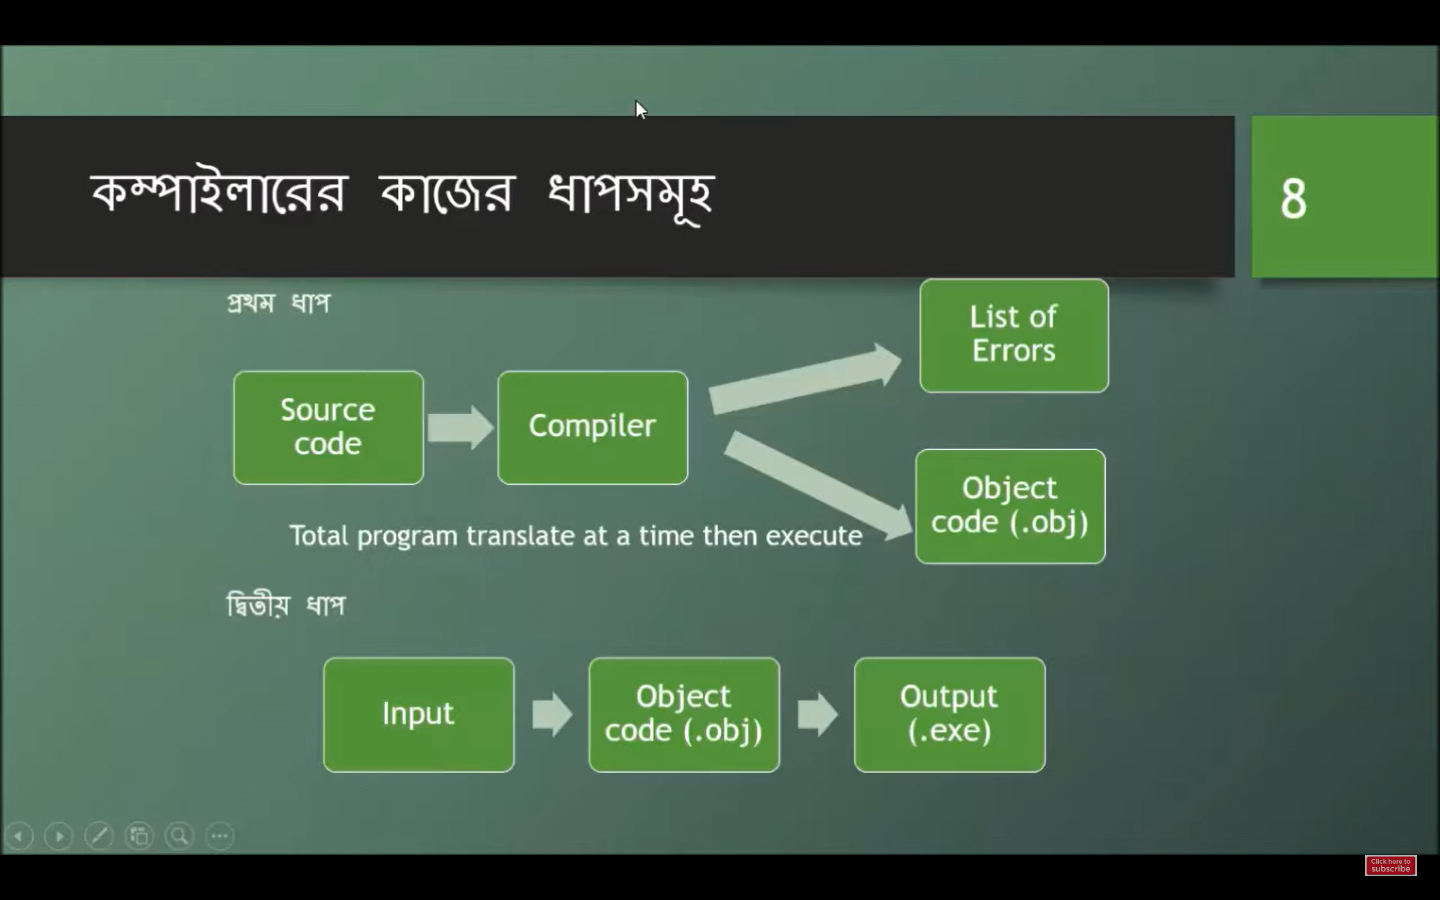 কম্পাইলারের কাজের ধাপসমূহ
8
প্রথম ধাপ
List of
Errors
Source
code
Compiler
Object
code (.obj)
Total program translate at a time then execute
দ্বিতীয় ধাপ
Input
Object
code (.obj)
Output
(.exe)
Click here to
subscribe